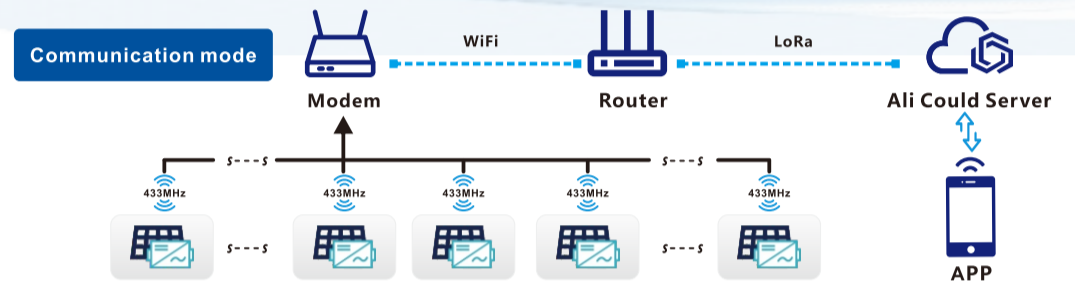 Communication mode
WiFi
LoRa
Modem
Router
Ali Could Server
s---s
s---s
433MHz
433MHz
433MHz
433MHz
433MHz
s---s
s---s
APP